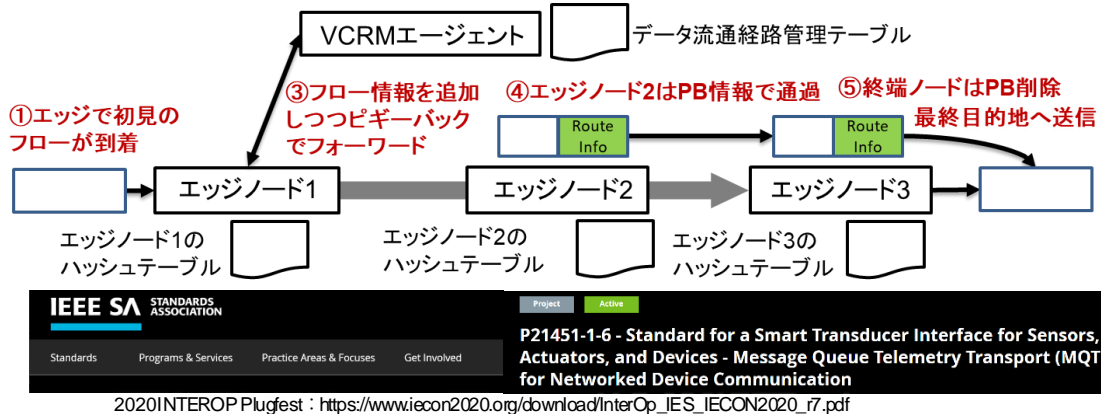 VCRMエージェント
データ流通経路管理テーブル
①エッジで初見の
フローが到着
③フロー情報を追加
しつつピギーバック
でフォーワード
④エッジノード2はPB情報で通過
⑤終端ノードはPB削除
最終目的地へ送信
Route
Info
Route
Info
エッジノード1
エッジノード2
エッジノード3
エッジノード1の
ハッシュテーブル
エッジノード2の
ハッシュテーブル
エッジノード3の
ハッシュテーブル
IEEE SA STANDARDS
ASSOCIATION
Standards Programs & Services Practice Areas & Focuses Get Involved
Project Active
P21451-1-6 - Standard for a Smart Transducer Interface for Sensors,
Actuators, and Devices - Message Queue Telemetry Transport (MQT
for Networked Device Communication
2020INTEROP Plugfest：https://www.iecon2020.org/download/InterOp_IES_IECON2020_r7.pdf